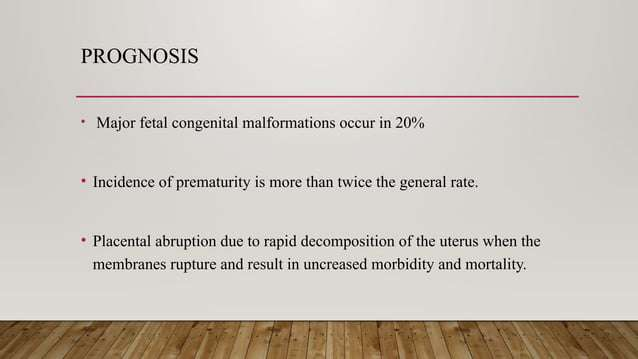 PROGNOSIS
• Major fetal congenital malformations occur in 20%
• Incidence of prematurity is more than twice the general rate.
• Placental abruption due to rapid decomposition of the uterus when the
membranes rupture and result in uncreased morbidity and mortality.